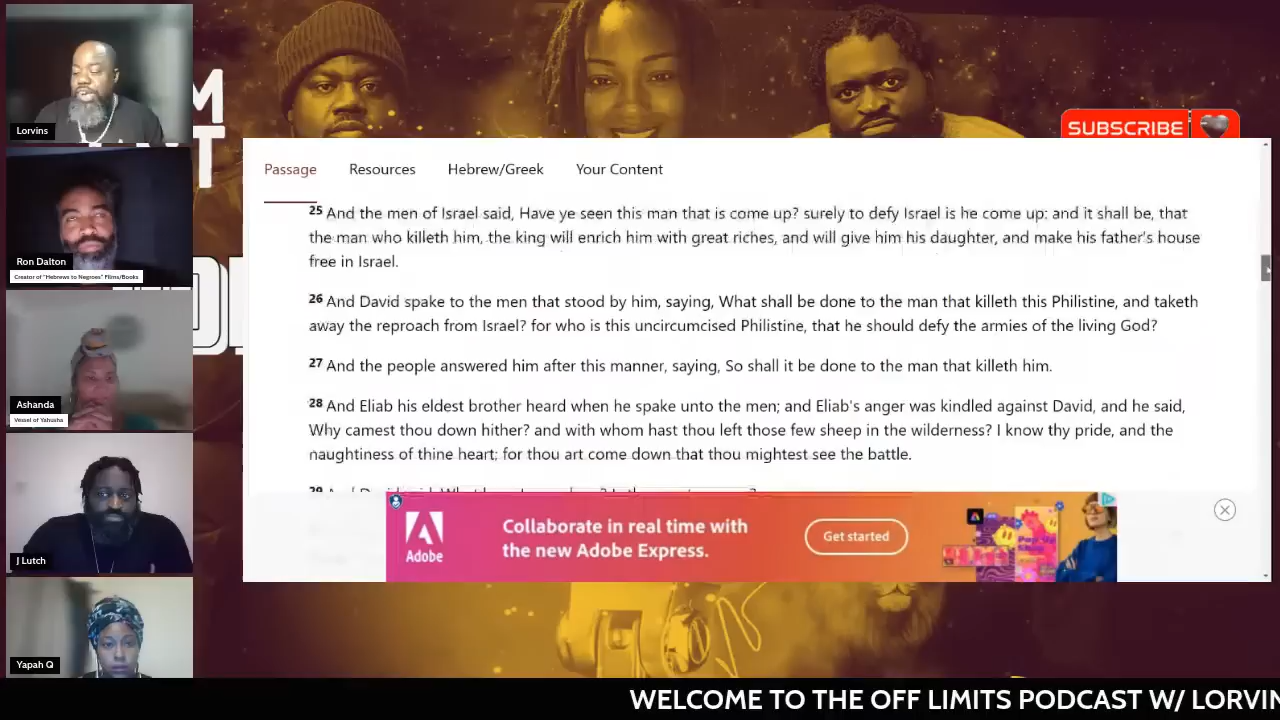 Lorvins
Ron Dalton
Creator of "Hebrews to Negroes" Films/Books
Ashanda
Vessel of Yahusha
J Lutch
Yapah Q
SUBSCRIBE
Passage Resources Hebrew/Greek Your Content
25 And the men of Israel said, Have ye seen this man that is come up? surely to defy Israel is he come up: and it shall be, that
the man who killeth him, the king will enrich him with great riches, and will give him his daughter, and make his father's house
free in Israel.
26 And David spake to the men that stood by him, saying, What shall be done to the man that killeth this Philistine, and taketh
away the reproach from Israel? for who is this uncircumcised Philistine, that he should defy the armies of the living God?
27 And the people answered him after this manner, saying, So shall it be done to the man that killeth him.
28 And Eliab his eldest brother heard when he spake unto the men; and Eliab's anger was kindled against David, and he said,
Why camest thou down hither? and with whom hast thou left those few sheep in the wilderness? I know thy pride, and the
naughtiness of thine heart; for thou art come down that thou mightest see the battle.
Adobe
Collaborate in real time with
the new Adobe Express.
Get started
WELCOME TO THE OFF LIMITS PODCAST W/ LORVIN